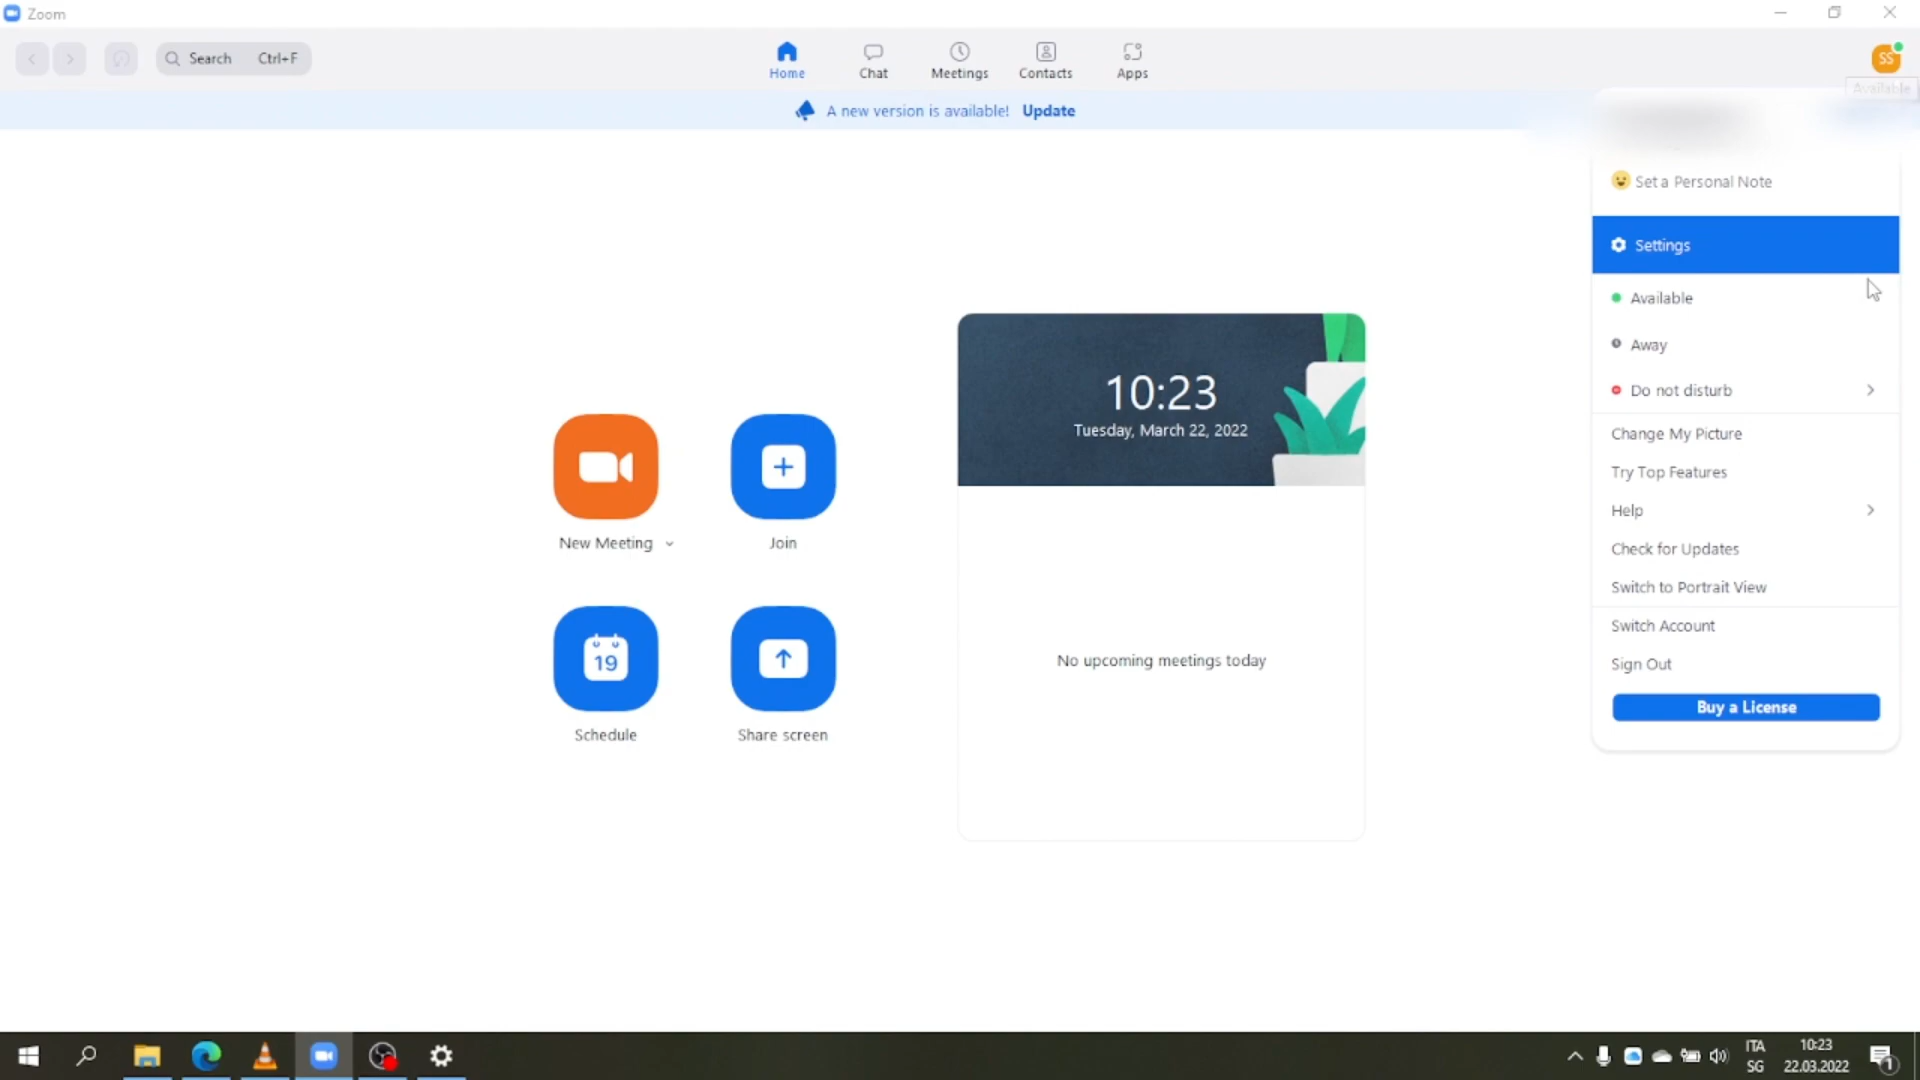 Zoom
Search Ctrl+F
Home
Chat
Meetings
Contacts
Apps
SS
Available
A new version is available! Update
Set a Personal Note
Settings
Available
Away
Do not disturb
Change My Picture
Try Top Features
Help
Check for Updates
Switch to Portrait View
Switch Account
Sign Out
Buy a License
10:23
Tuesday, March 22, 2022
No upcoming meetings today
New Meeting
Join
19
Schedule
Share screen
ITA
SG
10:23
22.03.2022
1